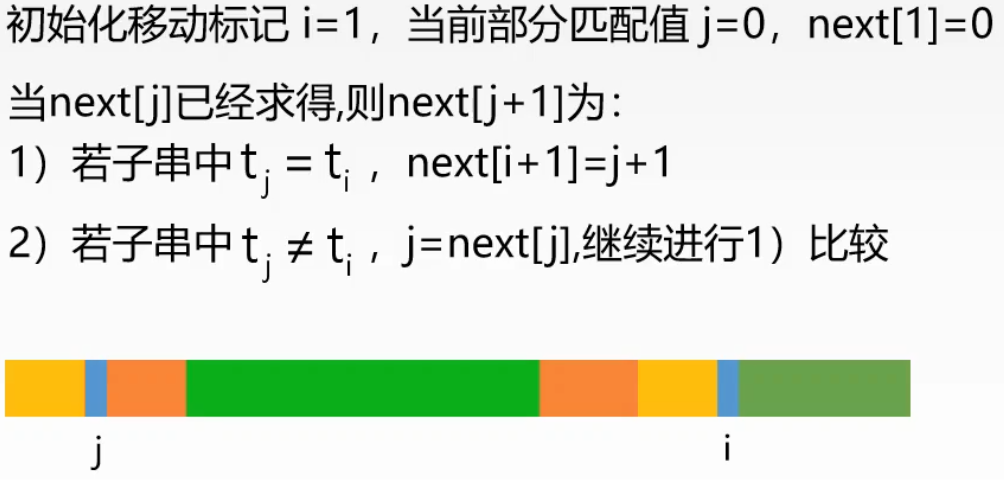 初始化移动标记 i=1，当前部分匹配值 j=0，next[1]=0
当next[j]已经求得,则next[j+1]为：
1）若子串中 tj = ti ，next[i+1]=j+1
2）若子串中 tj ≠ ti ，j=next[j],继续进行1）比较
j i